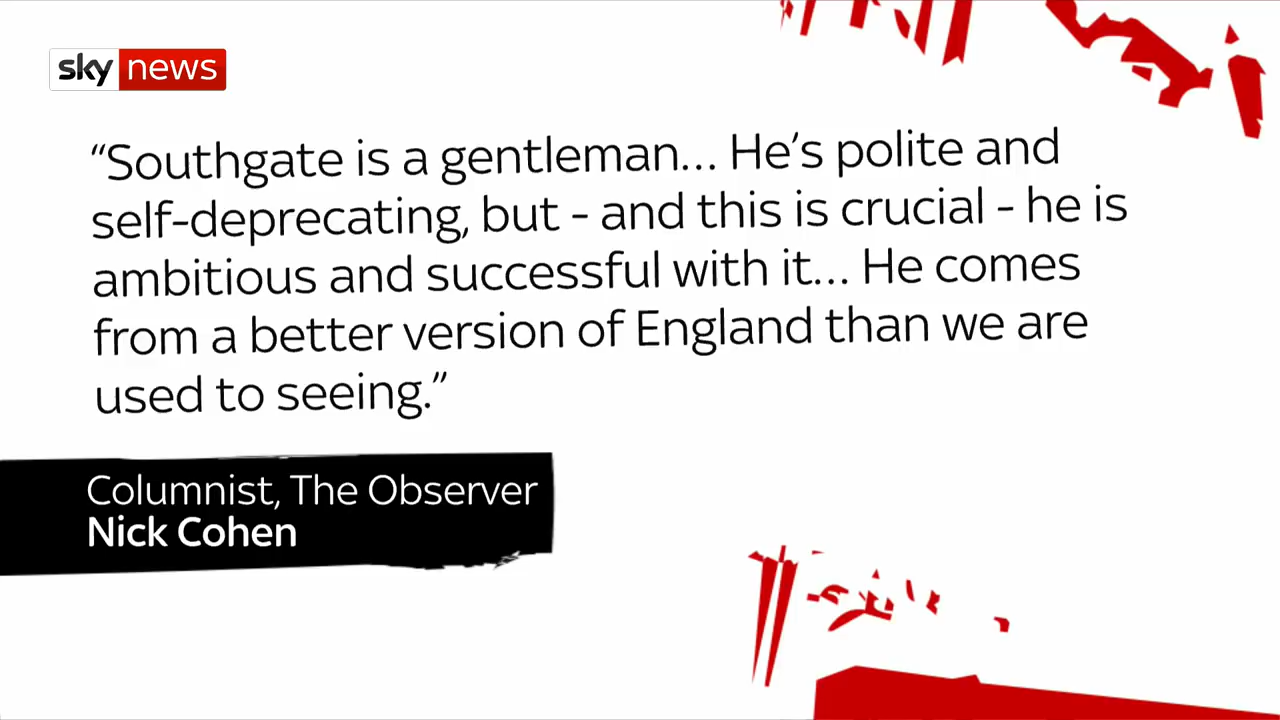 sky news
“Southgate is a gentleman... He’s polite and
self-deprecating, but - and this is crucial - he is
ambitious and successful with it... He comes
from a better version of England than we are
used to seeing.”
Columnist, The Observer
Nick Cohen